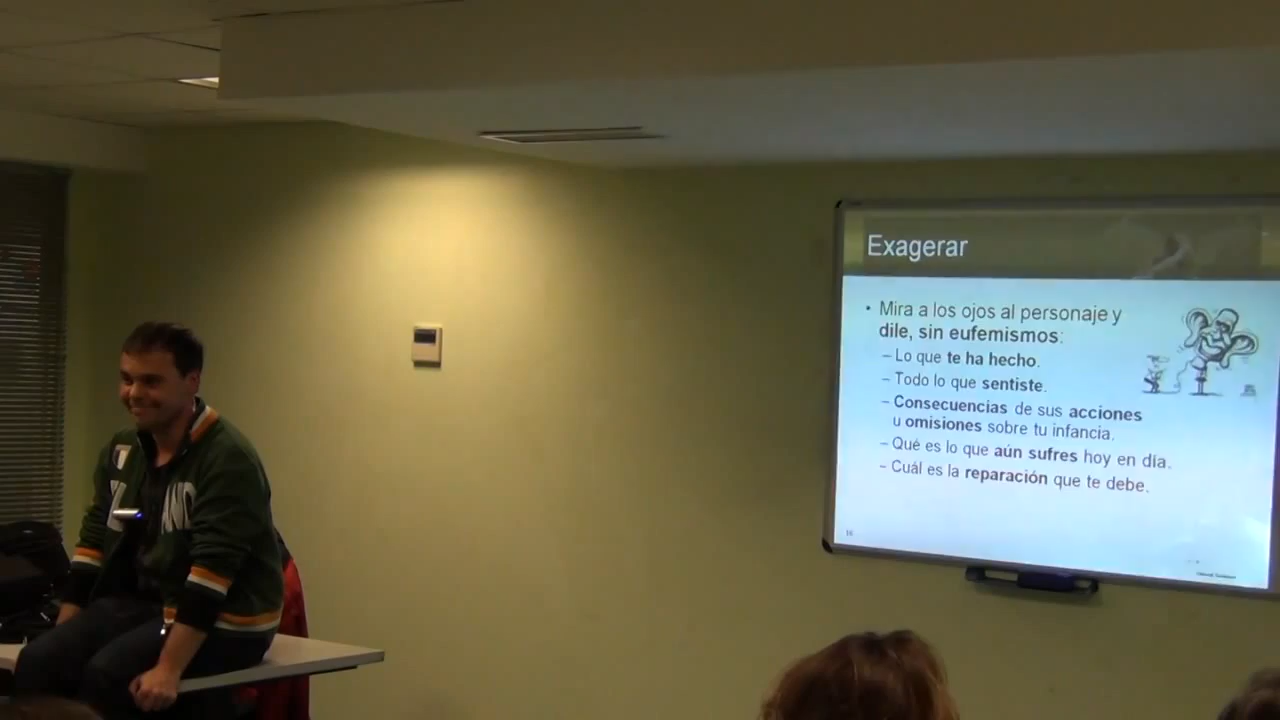 Exagerar
• Mira a los ojos al personaje y
dile, sin eufemismos:
– Lo que te ha hecho.
– Todo lo que sentiste.
– Consecuencias de sus acciones
u omisiones sobre tu infancia.
– Qué es lo que aún sufres hoy en día.
– Cuál es la reparación que te debe.